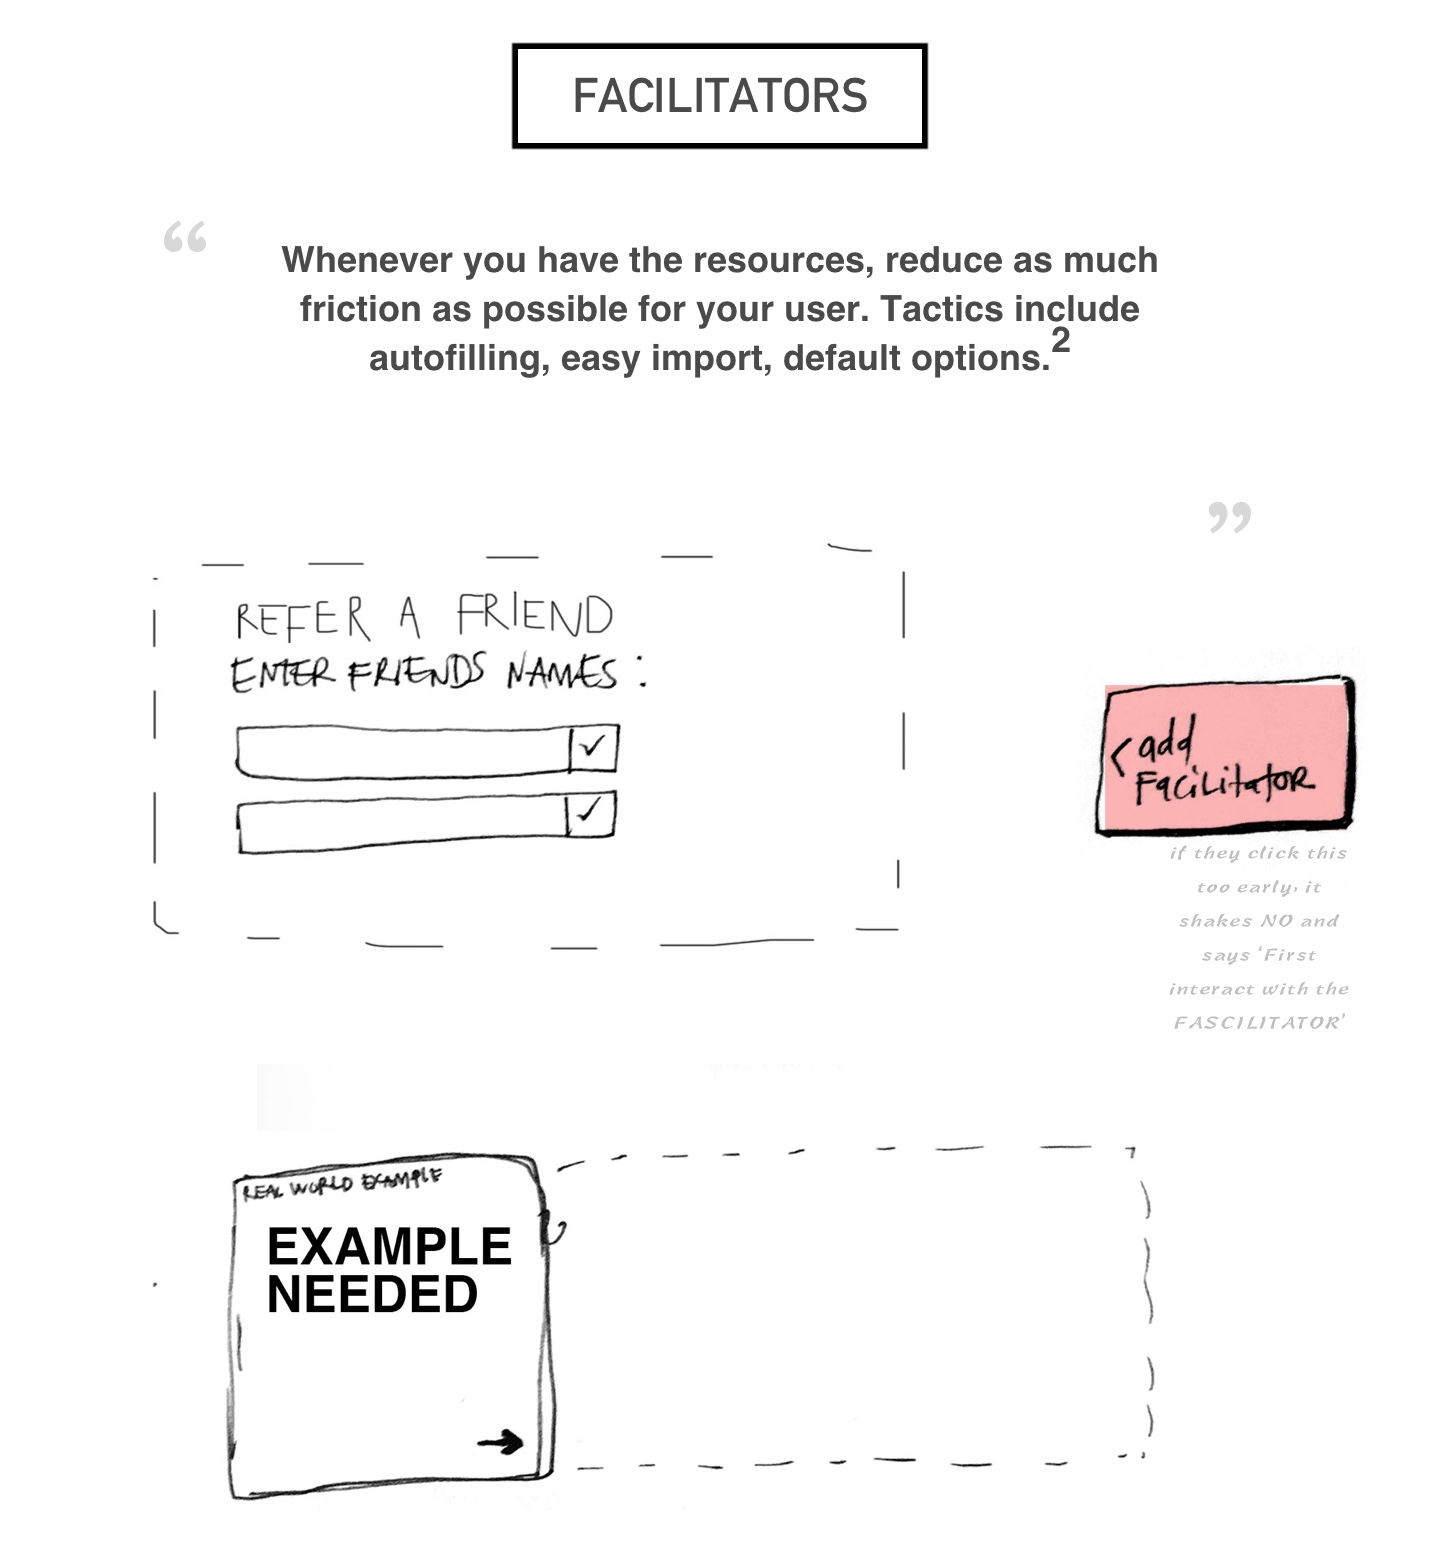 FACILITATORS
“
Whenever you have the resources, reduce as much
friction as possible for your user. Tactics include
autofilling, easy import, default options.2
”
REFER A FRIEND
ENTER FRIENDS NAMES :
✓
✓
< add
Facilitator
if they click this
too early, it
shakes NO and
says ‘First
interact with the
FASCILITATOR’
REAL WORLD EXAMPLE
EXAMPLE
NEEDED
→